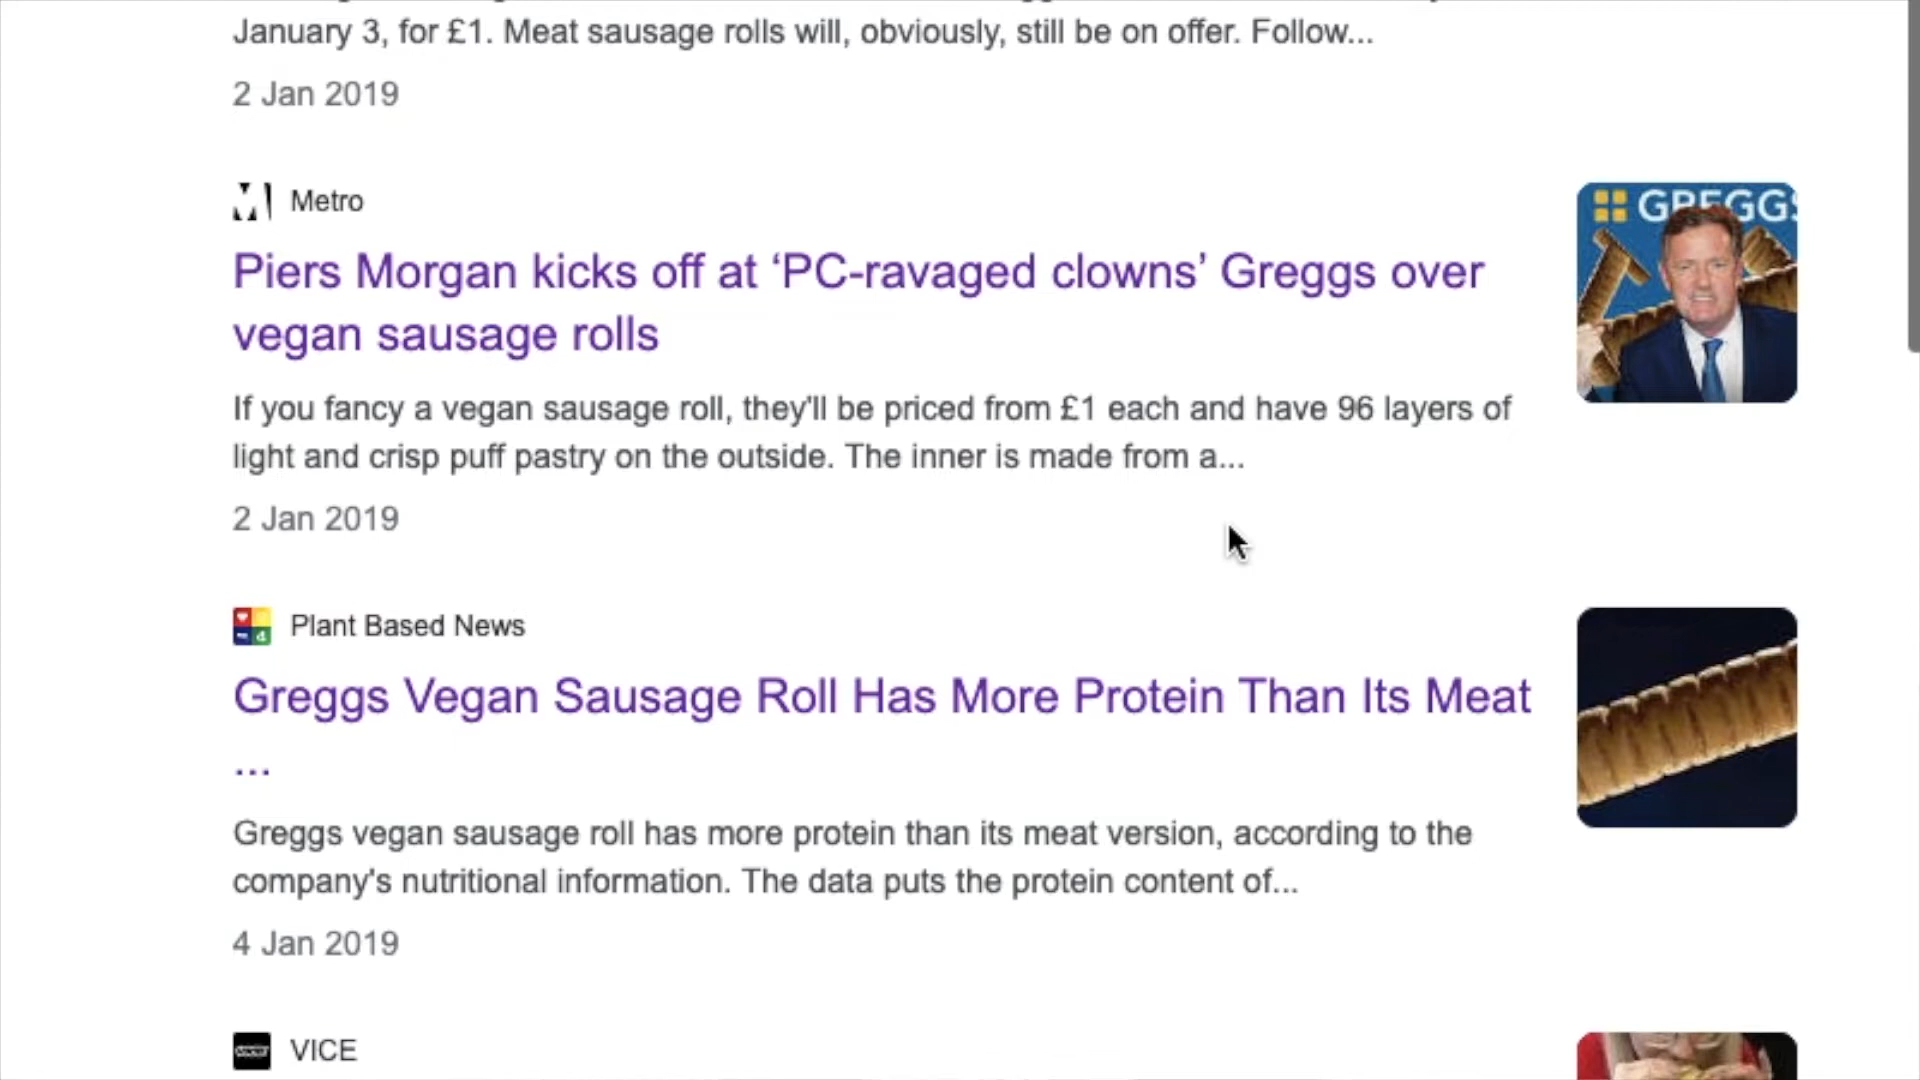 January 3, for £1. Meat sausage rolls will, obviously, still be on offer. Follow...
2 Jan 2019
Metro
GREGGS
Piers Morgan kicks off at ‘PC-ravaged clowns’ Greggs over
vegan sausage rolls
If you fancy a vegan sausage roll, they'll be priced from £1 each and have 96 layers of
light and crisp puff pastry on the outside. The inner is made from a...
2 Jan 2019
Plant Based News
Greggs Vegan Sausage Roll Has More Protein Than Its Meat
...
Greggs vegan sausage roll has more protein than its meat version, according to the
company's nutritional information. The data puts the protein content of...
4 Jan 2019
VICE